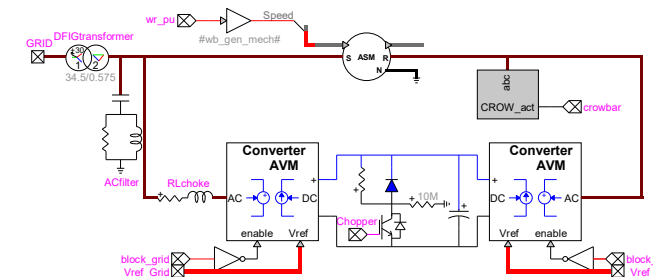 wr_pu
Speed
#wb_gen_mech#
DFIGtransformer
GRID
+30
1
2
34.5/0.575
S
ASM
R
N
abc
CROW_act
crowbar
ACfilter
RLchoke
+
Converter
AVM
+
AC
DC
-
enable
Vref
block_grid
Vref_Grid
+
+
10M
+
Chopper
Converter
AVM
+
DC
AC
-
Vref
enable
block_
Vref_